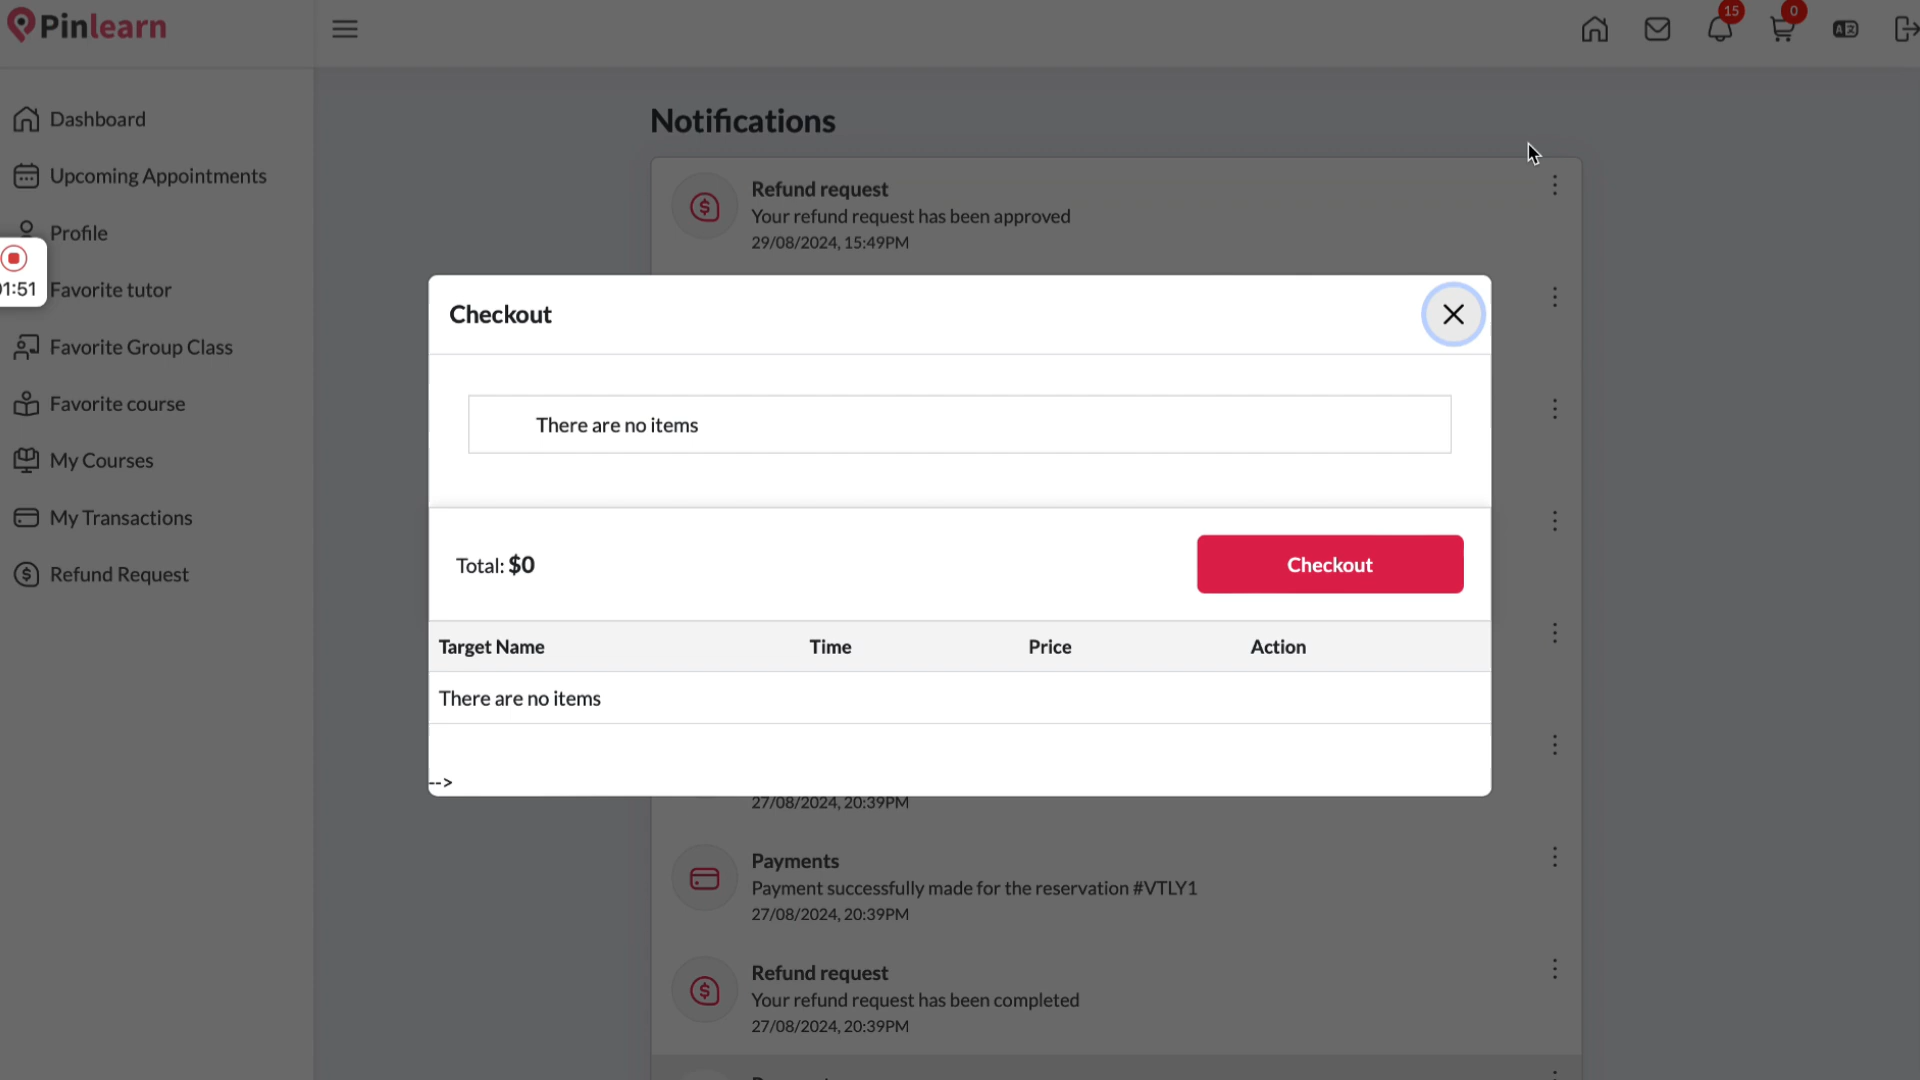 Pinlearn
15
0
Dashboard
Upcoming Appointments
Profile
01:51
Favorite tutor
Favorite Group Class
Favorite course
My Courses
My Transactions
Refund Request
Notifications
Refund request
Your refund request has been approved
29/08/2024, 15:49PM
Checkout
There are no items
Total: $0
Checkout
Target Name Time Price Action
There are no items
-->
27/08/2024, 20:39PM
Payments
Payment successfully made for the reservation #VTLY1
27/08/2024, 20:39PM
Refund request
Your refund request has been completed
27/08/2024, 20:39PM